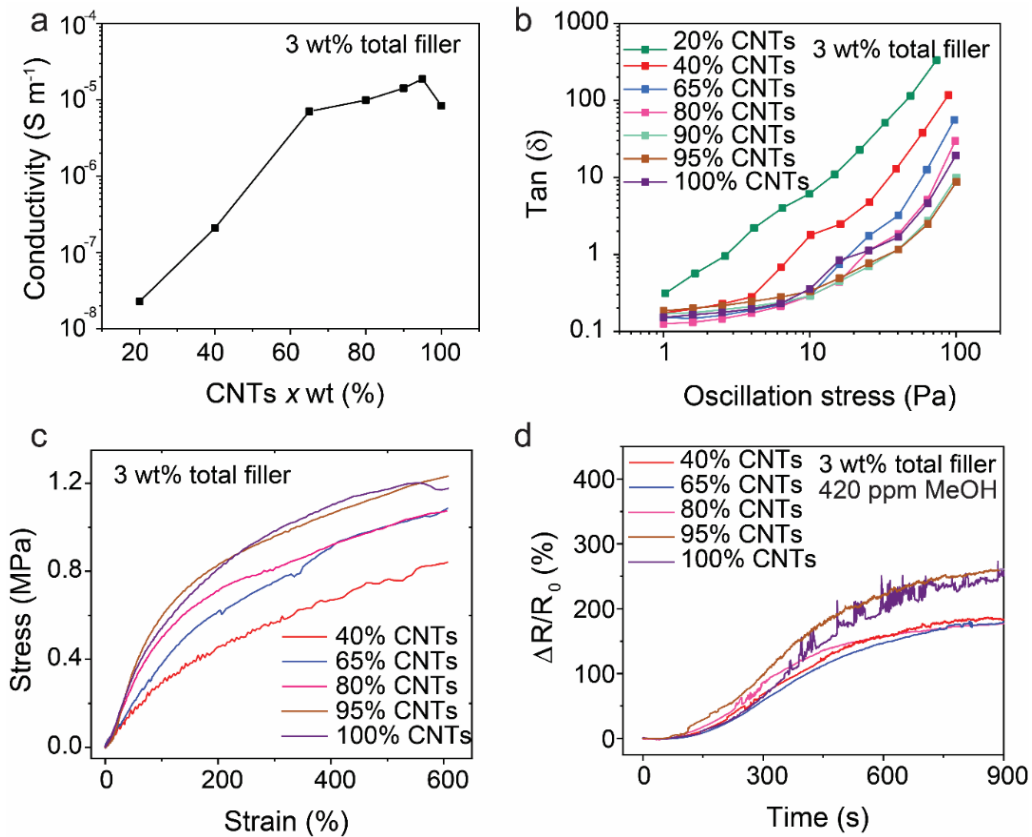 a
3 wt% total filler
10⁻⁴
10⁻⁵
10⁻⁶
10⁻⁷
10⁻⁸
Conductivity (S m⁻¹)
20 40 60 80 100
CNTs x wt (%)
b
20% CNTs
40% CNTs
65% CNTs
80% CNTs
90% CNTs
95% CNTs
100% CNTs
3 wt% total filler
1000
100
10
1
0.1
Tan (δ)
1 10 100
Oscillation stress (Pa)
c
3 wt% total filler
1.2
0.8
0.4
0.0
Stress (MPa)
40% CNTs
65% CNTs
80% CNTs
95% CNTs
100% CNTs
0 200 400 600
Strain (%)
d
40% CNTs
65% CNTs
80% CNTs
95% CNTs
100% CNTs
3 wt% total filler
420 ppm MeOH
400
300
200
100
0
ΔR/R₀ (%)
0 300 600 900
Time (s)